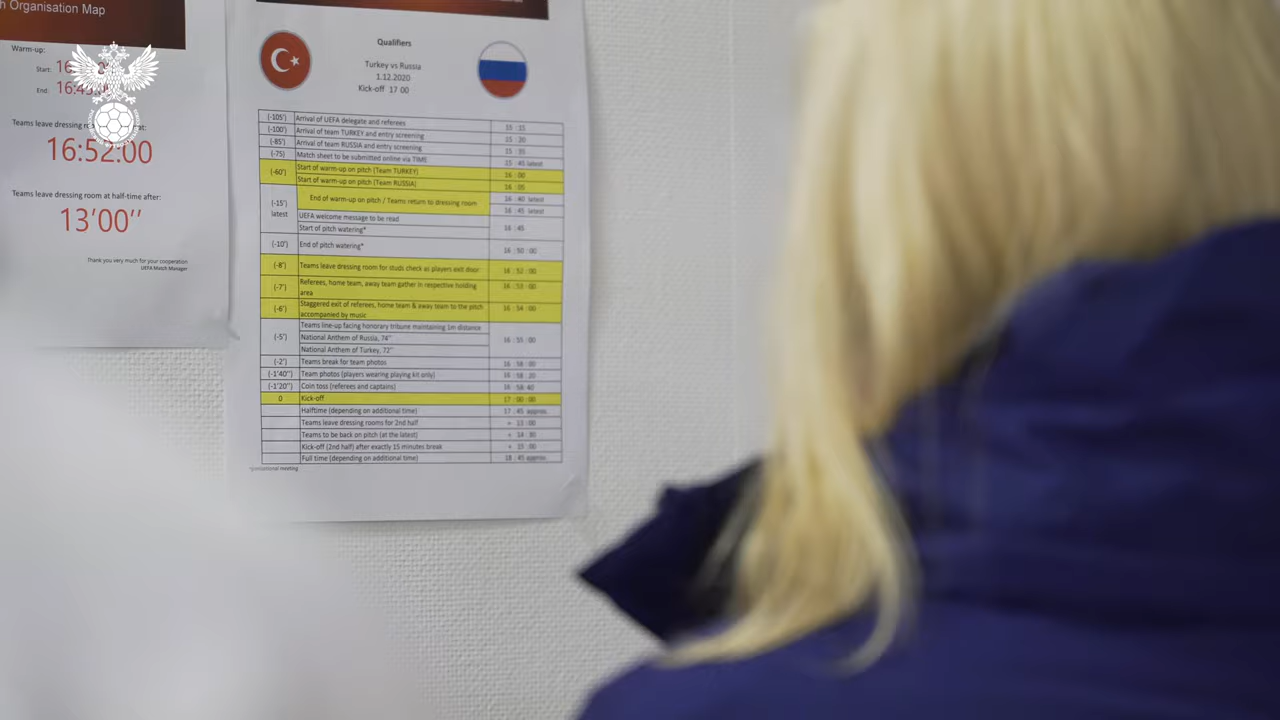 h Organisation Map
Warm-up:
Start: 16
End: 16:45:0
Teams leave dressing ro at:
16:52:00
Teams leave dressing room at half-time after:
13'00''
Thank you very much for your cooperation
UEFA Match Manager
Qualifiers
Turkey vs Russia
1.12.2020
Kick-off 17 00
(-105') Arrival of UEFA delegate and referees 15 : 15
(-100') Arrival of team TURKEY and entry screening 15 : 20
(-85') Arrival of team RUSSIA and entry screening 15 : 35
(-75) Match sheet to be submitted online via TIME 15 : 45 latest
(-60') Start of warm-up on pitch (Team TURKEY) 16 : 00
Start of warm-up on pitch (Team RUSSIA) 16 : 05
(-15') latest End of warm-up on pitch / Teams return to dressing room 16 : 40 latest
16 : 45 latest
UEFA welcome message to be read 16 : 45
Start of pitch watering*
(-10') End of pitch watering* 16 : 50 : 00
(-8') Teams leave dressing room for studs check at players exit door 16 : 52 : 00
(-7') Referees, home team, away team gather in respective holding 16 : 53 : 00
area
(-6') Staggered exit of referees, home team & away team to the pitch 16 : 54 : 00
accompanied by music
Teams line-up facing honorary tribune maintaining 1m distance
(-5') National Anthem of Russia, 74'' 16 : 55 : 00
National Anthem of Turkey, 72''
(-2') Teams break for team photos 16 : 58 : 00
(-1'40'') Team photos (players wearing playing kit only) 16 : 58 : 20
(-1'20'') Coin toss (referees and captains) 16 : 58: 40
0 Kick-off 17 : 00 : 00
Halftime (depending on additional time) 17 : 45 approx.
Teams leave dressing rooms for 2nd half + 13 : 00
Teams to be back on pitch (at the latest) + 14 : 30
Kick-off (2nd half) after exactly 15 minutes break + 15 : 00
Full time (depending on additional time) 18 : 45 approx.
meeting